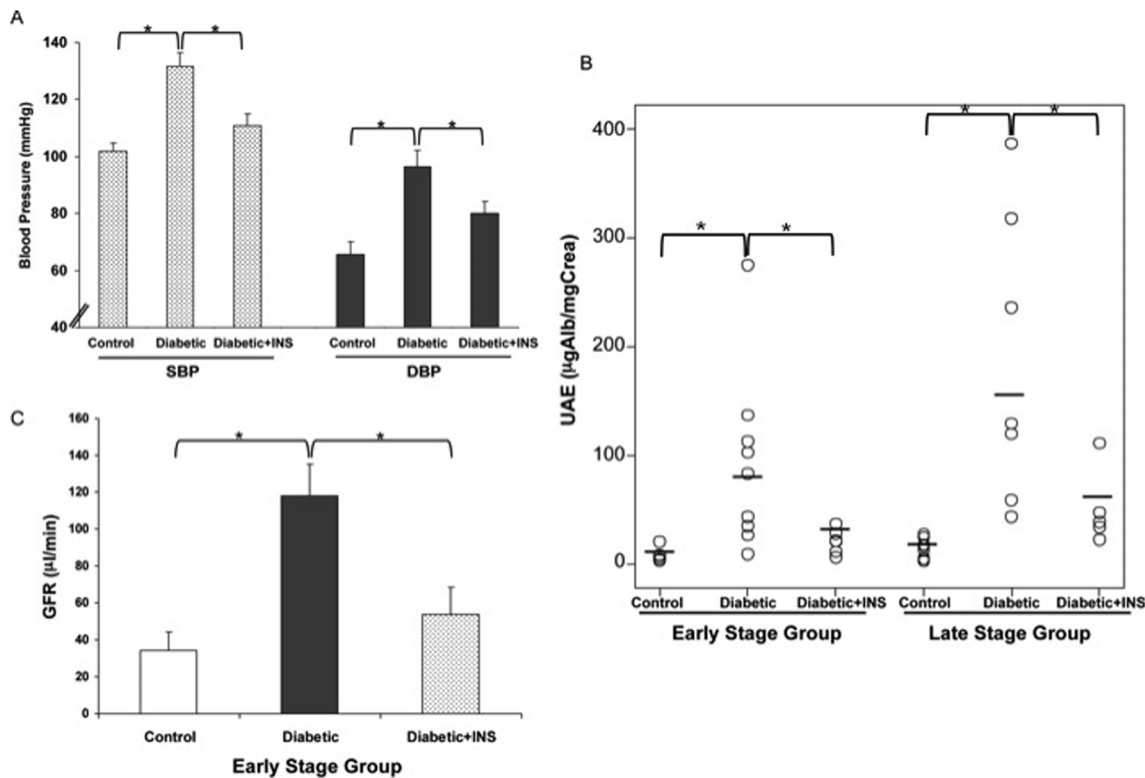 A
* *
* *
Blood Pressure (mmHg)
140
120
100
80
60
40
Control Diabetic Diabetic+INS Control Diabetic Diabetic+INS
SBP DBP
B
* *
* *
UAE (µgAlb/mgCrea)
400
300
200
100
0
Control Diabetic Diabetic+INS Control Diabetic Diabetic+INS
Early Stage Group Late Stage Group
C
* *
GFR (µl/min)
160
140
120
100
80
60
40
20
0
Control Diabetic Diabetic+INS
Early Stage Group